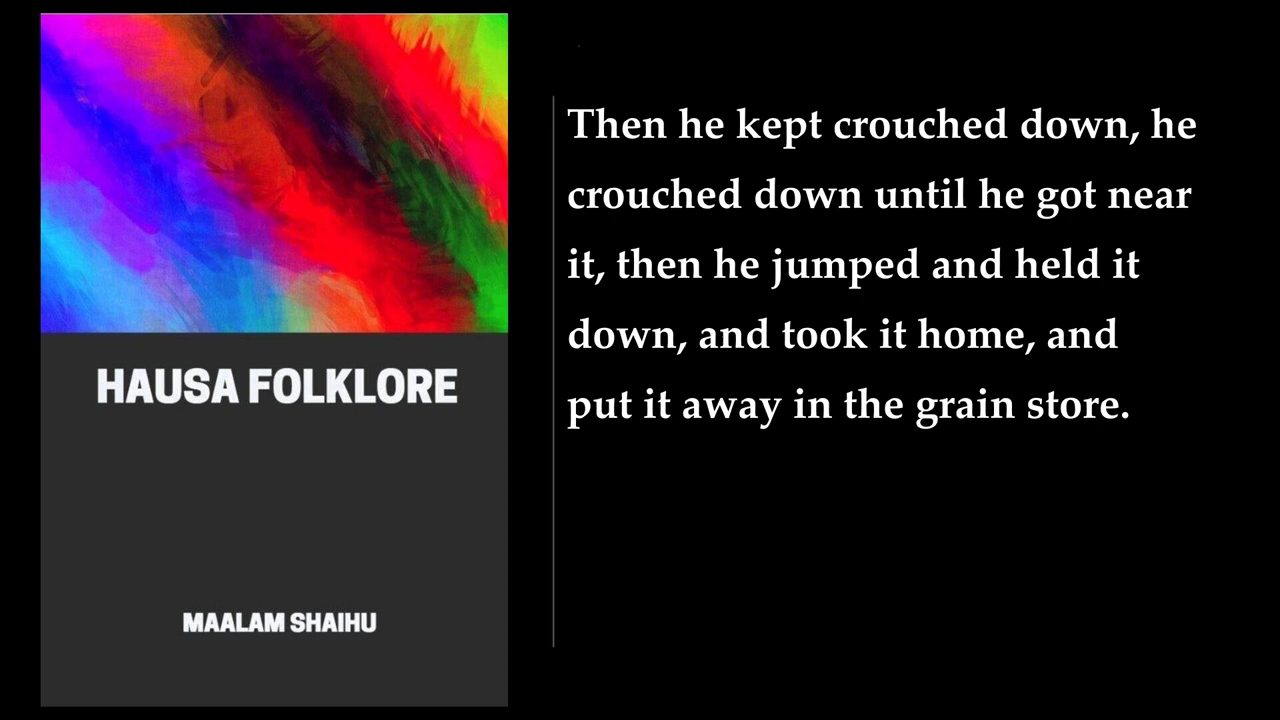 HAUSA FOLKLORE
MAALAM SHAIHU
Then he kept crouched down, he
crouched down until he got near
it, then he jumped and held it
down, and took it home, and
put it away in the grain store.